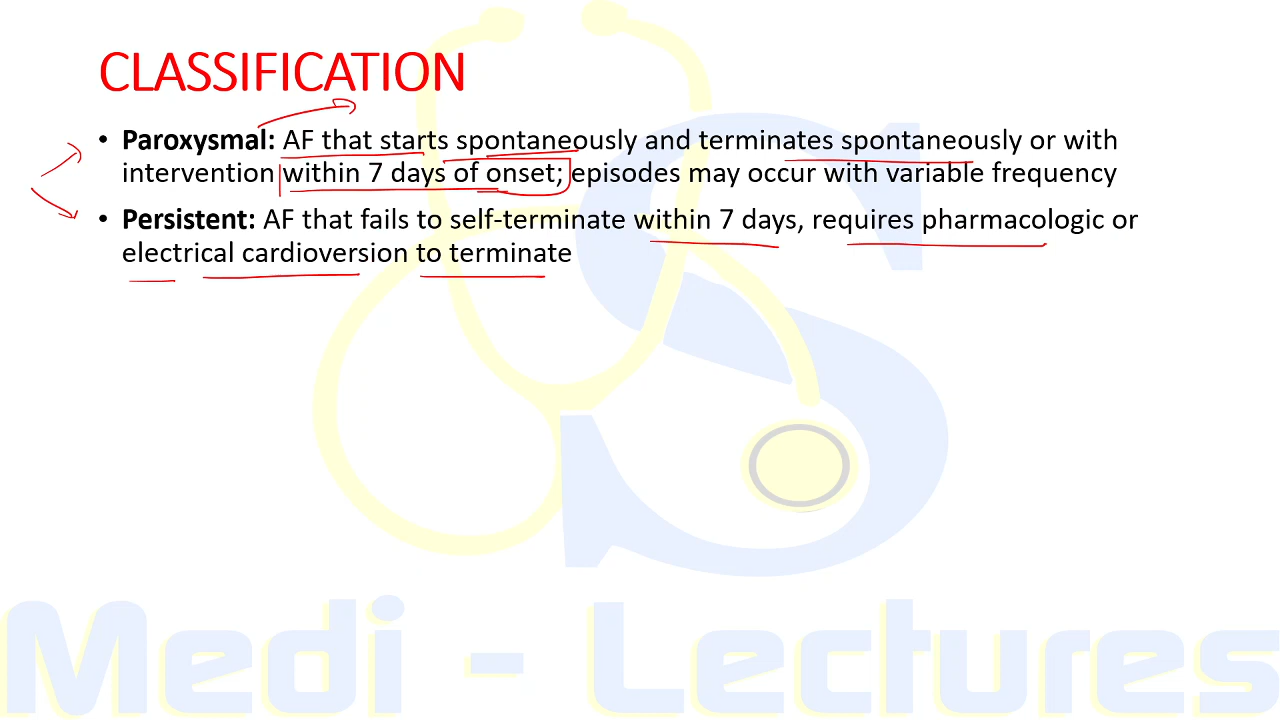 CLASSIFICATION
• Paroxysmal: AF that starts spontaneously and terminates spontaneously or with
intervention within 7 days of onset; episodes may occur with variable frequency
• Persistent: AF that fails to self-terminate within 7 days, requires pharmacologic or
electrical cardioversion to terminate
S
Medi - Lectures